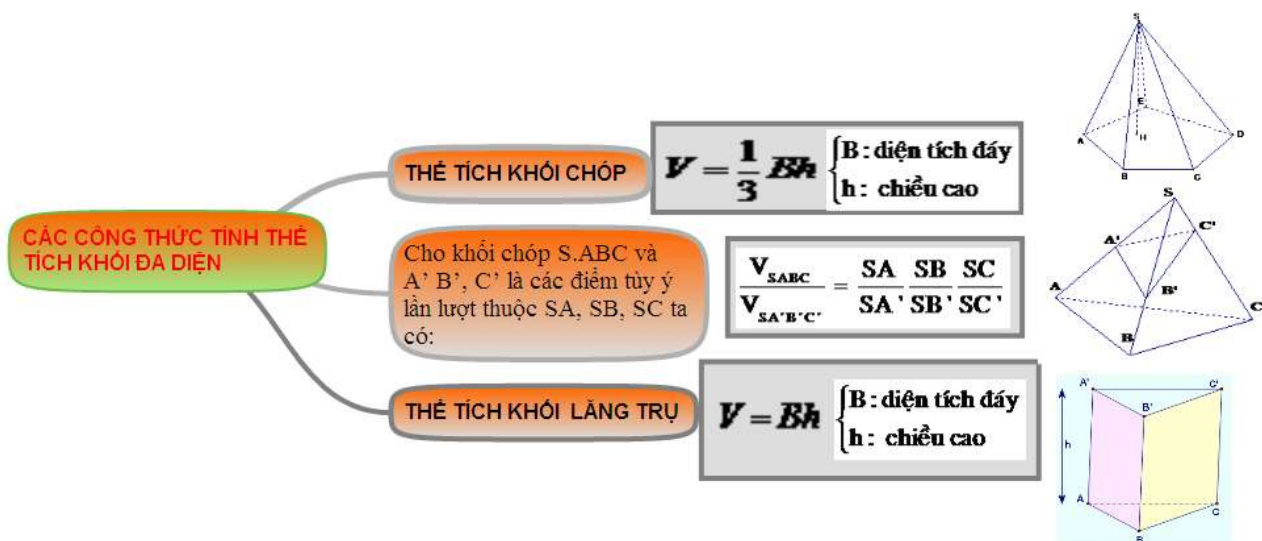 CÁC CÔNG THỨC TÍNH THỂ
TÍCH KHỐI ĐA DIỆN
THỂ TÍCH KHỐI CHÓP
V = 1/3 Bh { B : diện tích đáy
h : chiều cao
Cho khối chóp S.ABC và
A’ B’, C’ là các điểm tùy ý
lần lượt thuộc SA, SB, SC ta
có:
V_SABC / V_SA'B'C' = SA/SA' SB/SB' SC/SC'
THỂ TÍCH KHỐI LĂNG TRỤ
V = Bh { B : diện tích đáy
h : chiều cao
S
E
A
H
D
B
C
S
A'
C'
A
B'
C
B
A'
C'
B'
h
A
C
B